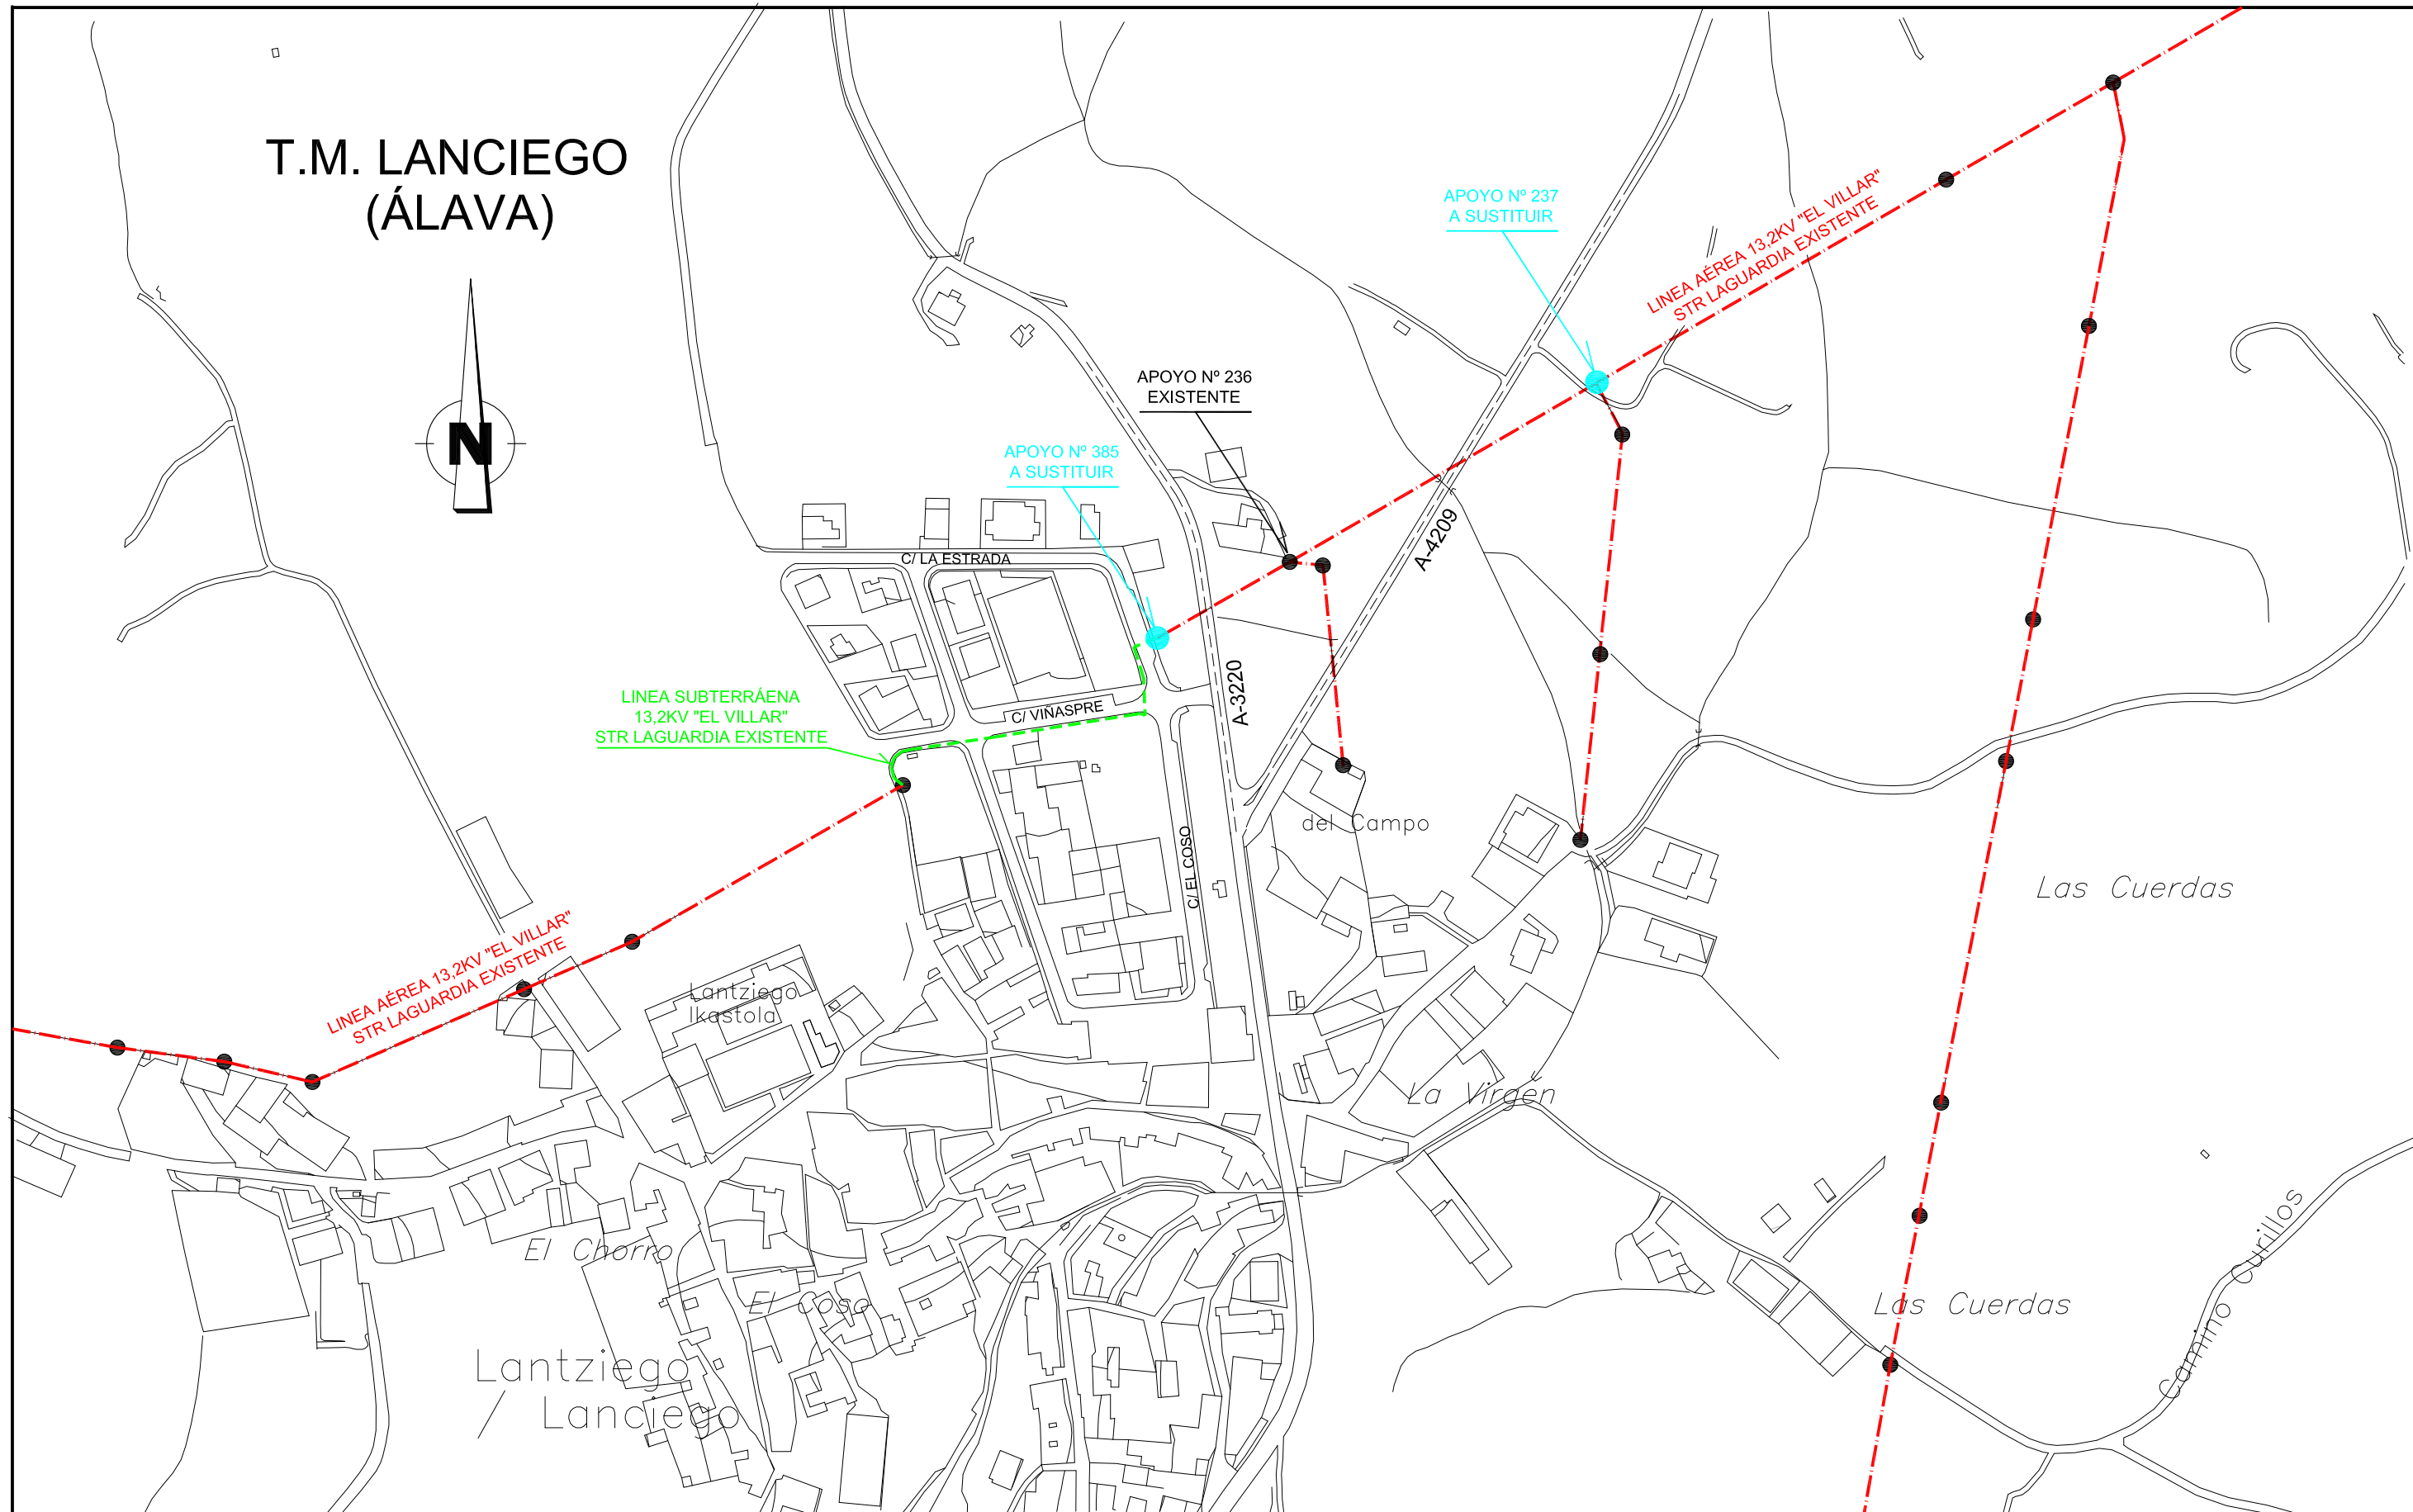 T.M. LANCIEGO
(ÁLAVA)
N
APOYO Nº 237
A SUSTITUIR
LINEA AÉREA 13,2KV "EL VILLAR"
STR LAGUARDIA EXISTENTE
APOYO Nº 236
EXISTENTE
APOYO Nº 385
A SUSTITUIR
A-4209
C/ LA ESTRADA
A-3220
LINEA SUBTERRÁENA
13,2KV "EL VILLAR"
STR LAGUARDIA EXISTENTE
C/ VIÑASPRE
del Campo
C/ EL COSO
Las Cuerdas
LINEA AÉREA 13,2KV "EL VILLAR"
STR LAGUARDIA EXISTENTE
Lantziego
Ikastola
La Virgen
El Chorro
El Coso
Las Cuerdas
Camino Carrillos
Lantziego
/ Lanciego